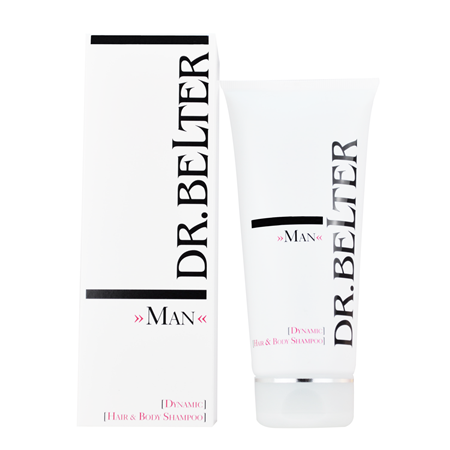 DR.BELTER
»MAN«
[DYNAMIC]
[HAIR & BODY SHAMPOO]
DR.BELTER
»MAN«
[DYNAMIC]
[HAIR & BODY SHAMPOO]